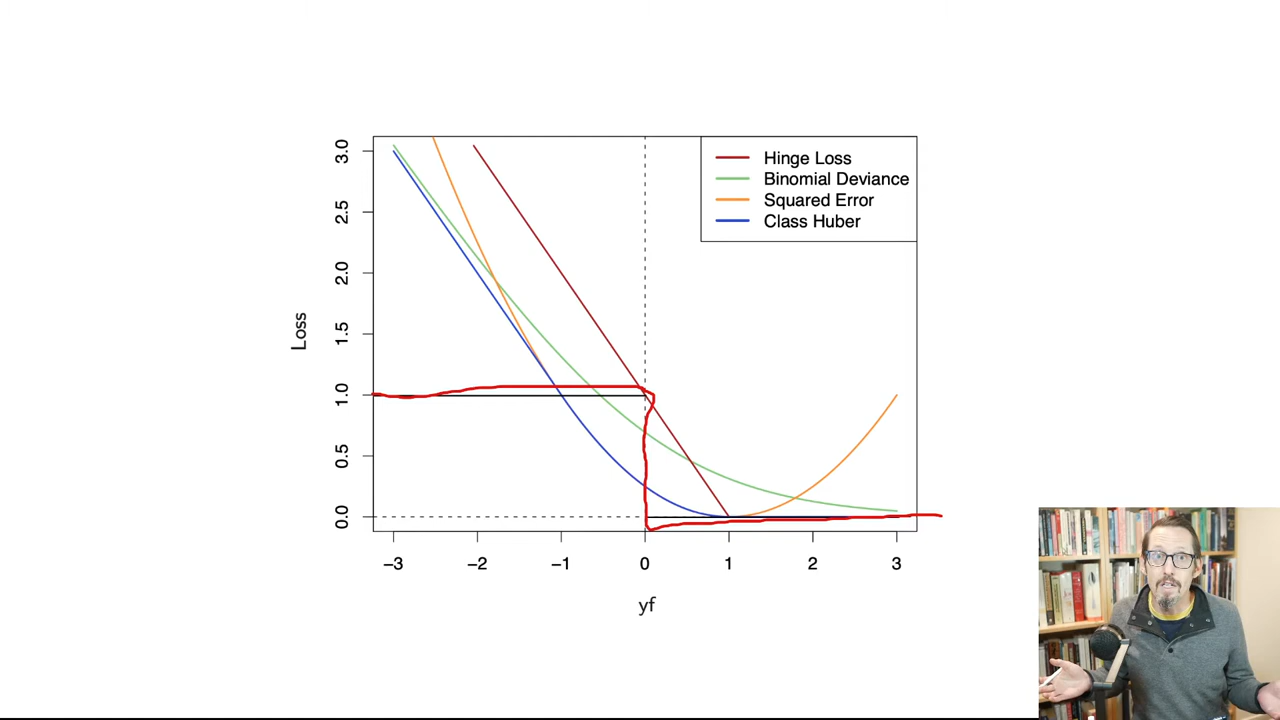 Hinge Loss
Binomial Deviance
Squared Error
Class Huber
3.0
2.5
2.0
1.5
1.0
0.5
0.0
Loss
−3 −2 −1 0 1 2 3
yf